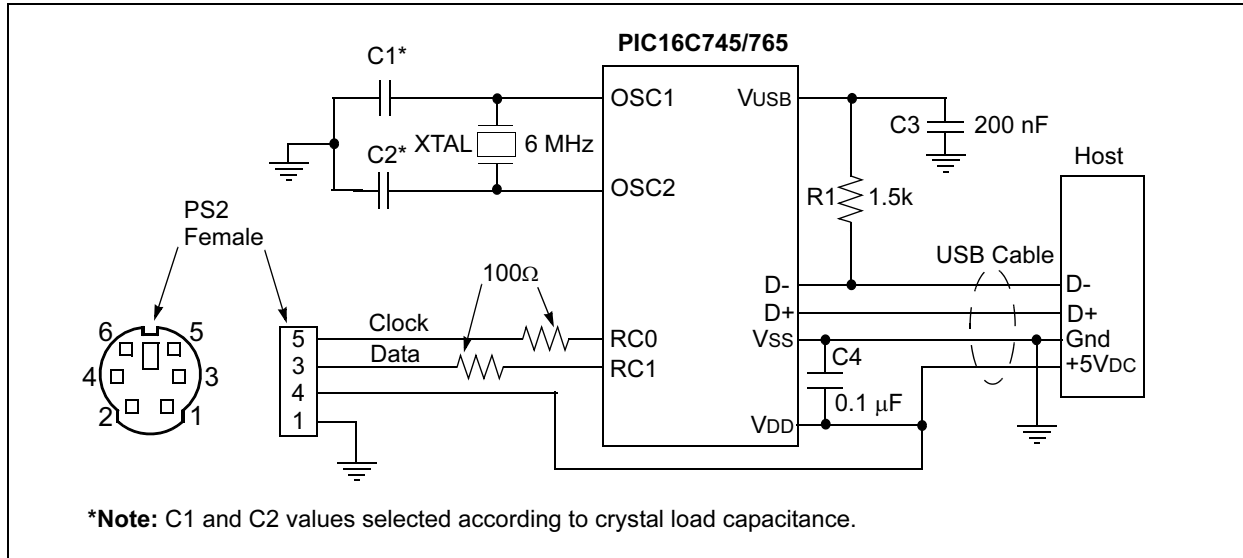 PIC16C745/765
C1*
OSC1
VUSB
C3
200 nF
C2*
XTAL
6 MHz
Host
OSC2
R1
1.5k
PS2
Female
USB Cable
100Ω
D-
D-
D+
D+
6
5
5
Clock
RC0
VSS
Gnd
4
3
3
Data
RC1
C4
+5VDC
4
0.1 μF
2
1
1
VDD
*Note: C1 and C2 values selected according to crystal load capacitance.